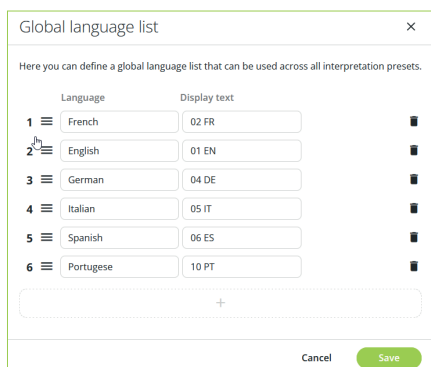 Global language list ×
Here you can define a global language list that can be used across all interpretation presets.
Language Display text
1 French 02 FR
2 English 01 EN
3 German 04 DE
4 Italian 05 IT
5 Spanish 06 ES
6 Portugese 10 PT
+
Cancel Save